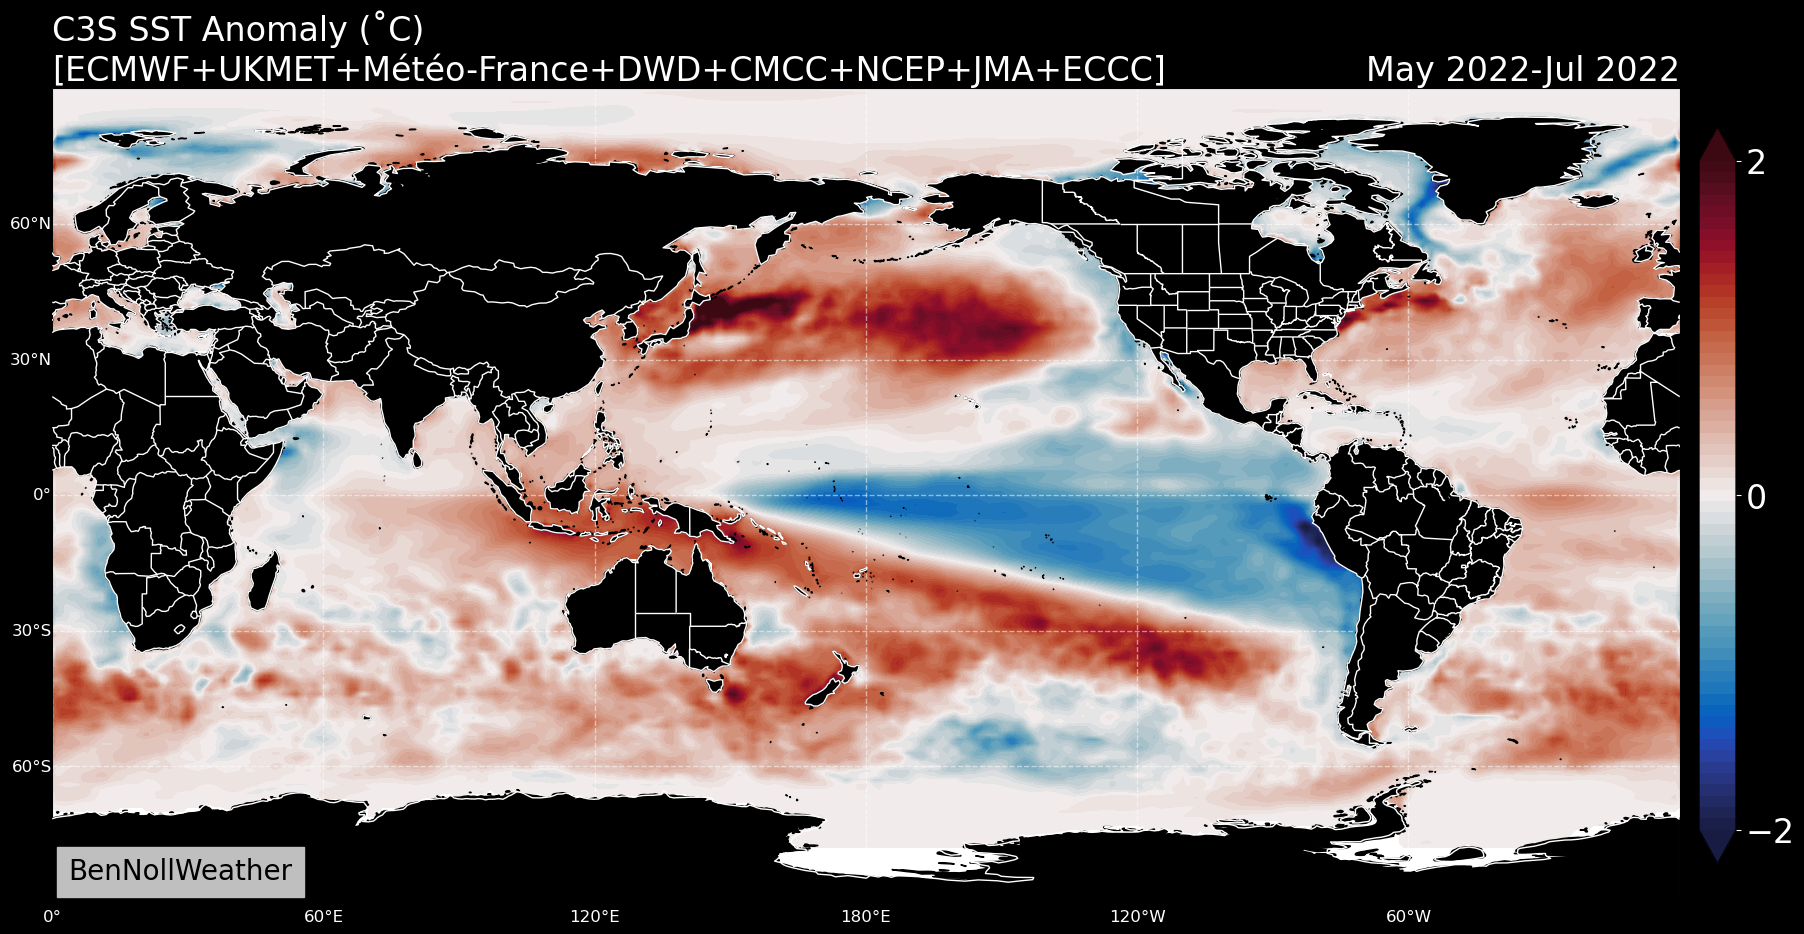 C3S SST Anomaly (˚C)
[ECMWF+UKMET+Météo-France+DWD+CMCC+NCEP+JMA+ECCC]
May 2022-Jul 2022
60°N
30°N
0°
30°S
60°S
2
0
−2
BenNollWeather
0°
60°E
120°E
180°E
120°W
60°W